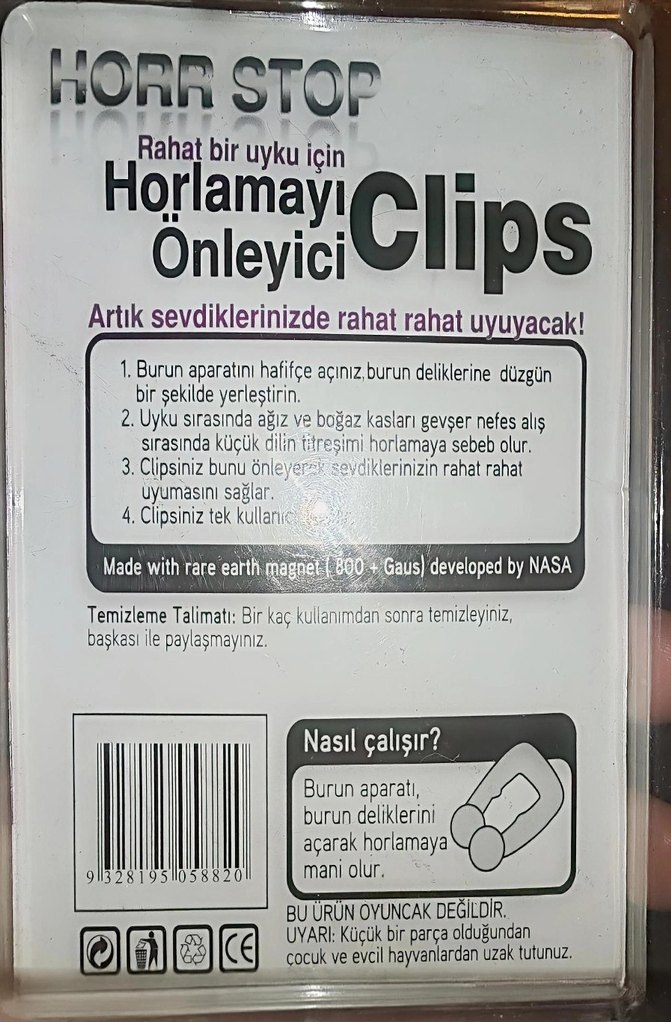 HORR STOP
Rahat bir uyku için
Horlamayı
Önleyici
Clips
Artık sevdiklerinizde rahat rahat uyuyacak!
1. Burun aparatını hafifçe açınız, burun deliklerine düzgün
bir şekilde yerleştirin.
2. Uyku sırasında ağız ve boğaz kasları gevşer nefes alış
sırasında küçük dilin titreşimi horlamaya sebeb olur.
3. Clipsiniz bunu önleyerek sevdiklerinizin rahat rahat
uyumasını sağlar.
4. Clipsiniz tek
Made with rare earth magnet ( 800 + Gaus) developed by NASA
Temizleme Talimatı: Bir kaç kullanımdan sonra temizleyiniz,
başkası ile paylaşmayınız.
9 328195 058820
Nasıl çalışır?
Burun aparatı,
burun deliklerini
açarak horlamaya
mani olur.
BU ÜRÜN OYUNCAK DEĞİLDİR.
UYARI: Küçük bir parça olduğundan
çocuk ve evcil hayvanlardan uzak tutunuz.
CE